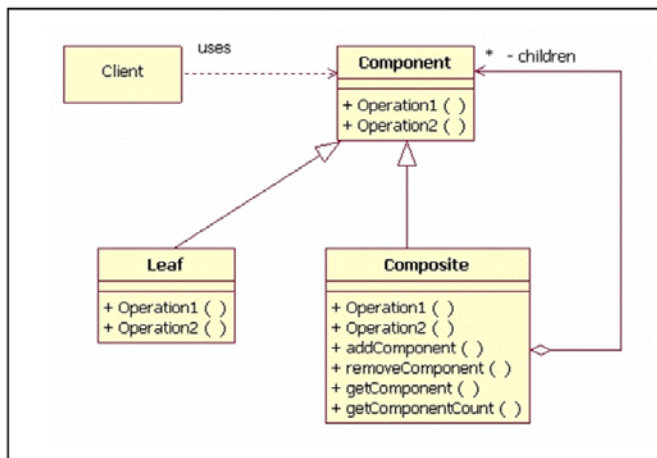 Client
uses
Component
* - children
+ Operation1 ( )
+ Operation2 ( )
Leaf
+ Operation1 ( )
+ Operation2 ( )
Composite
+ Operation1 ( )
+ Operation2 ( )
+ addComponent ( )
+ removeComponent ( )
+ getComponent ( )
+ getComponentCount ( )